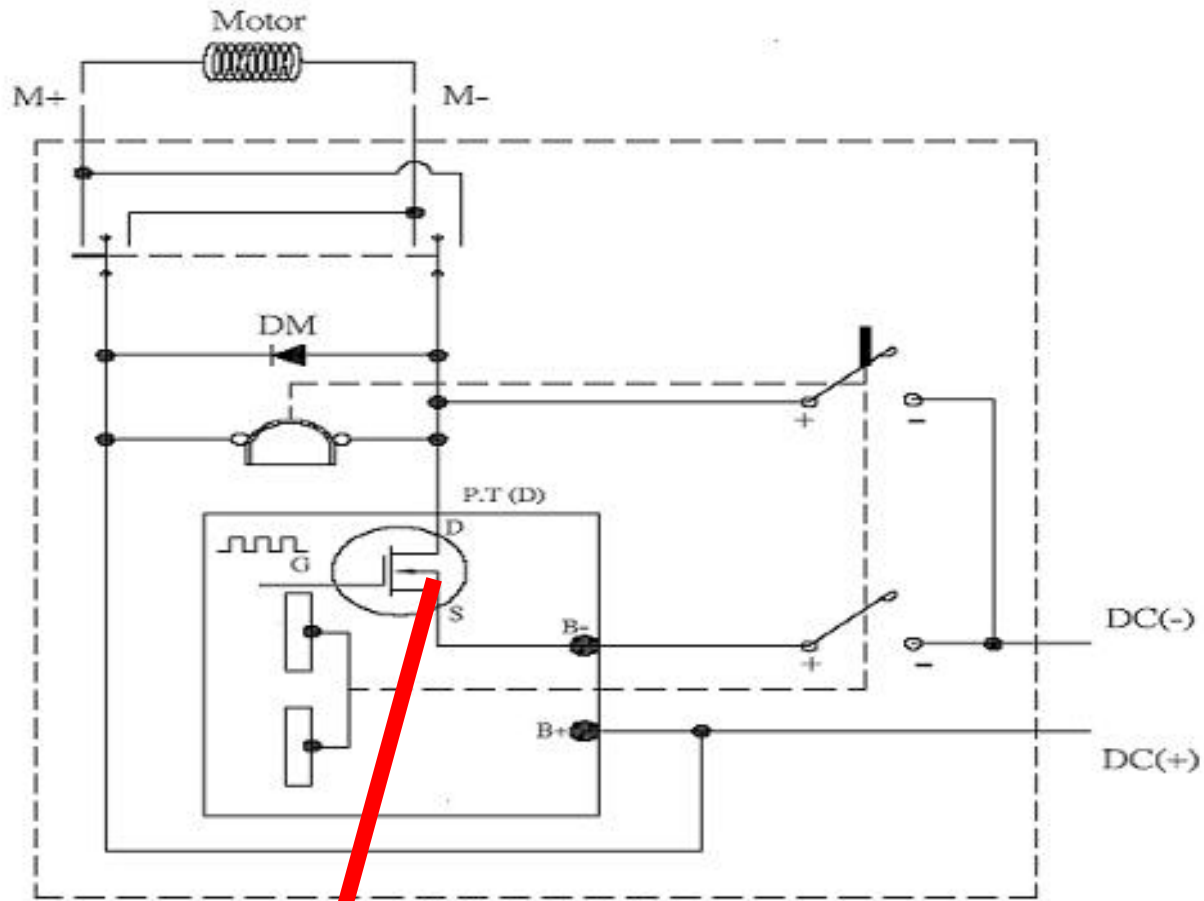 Motor
M+
M-
DM
+
-
P.T (D)
D
G
S
B-
+
-
DC(-)
B+
DC(+)